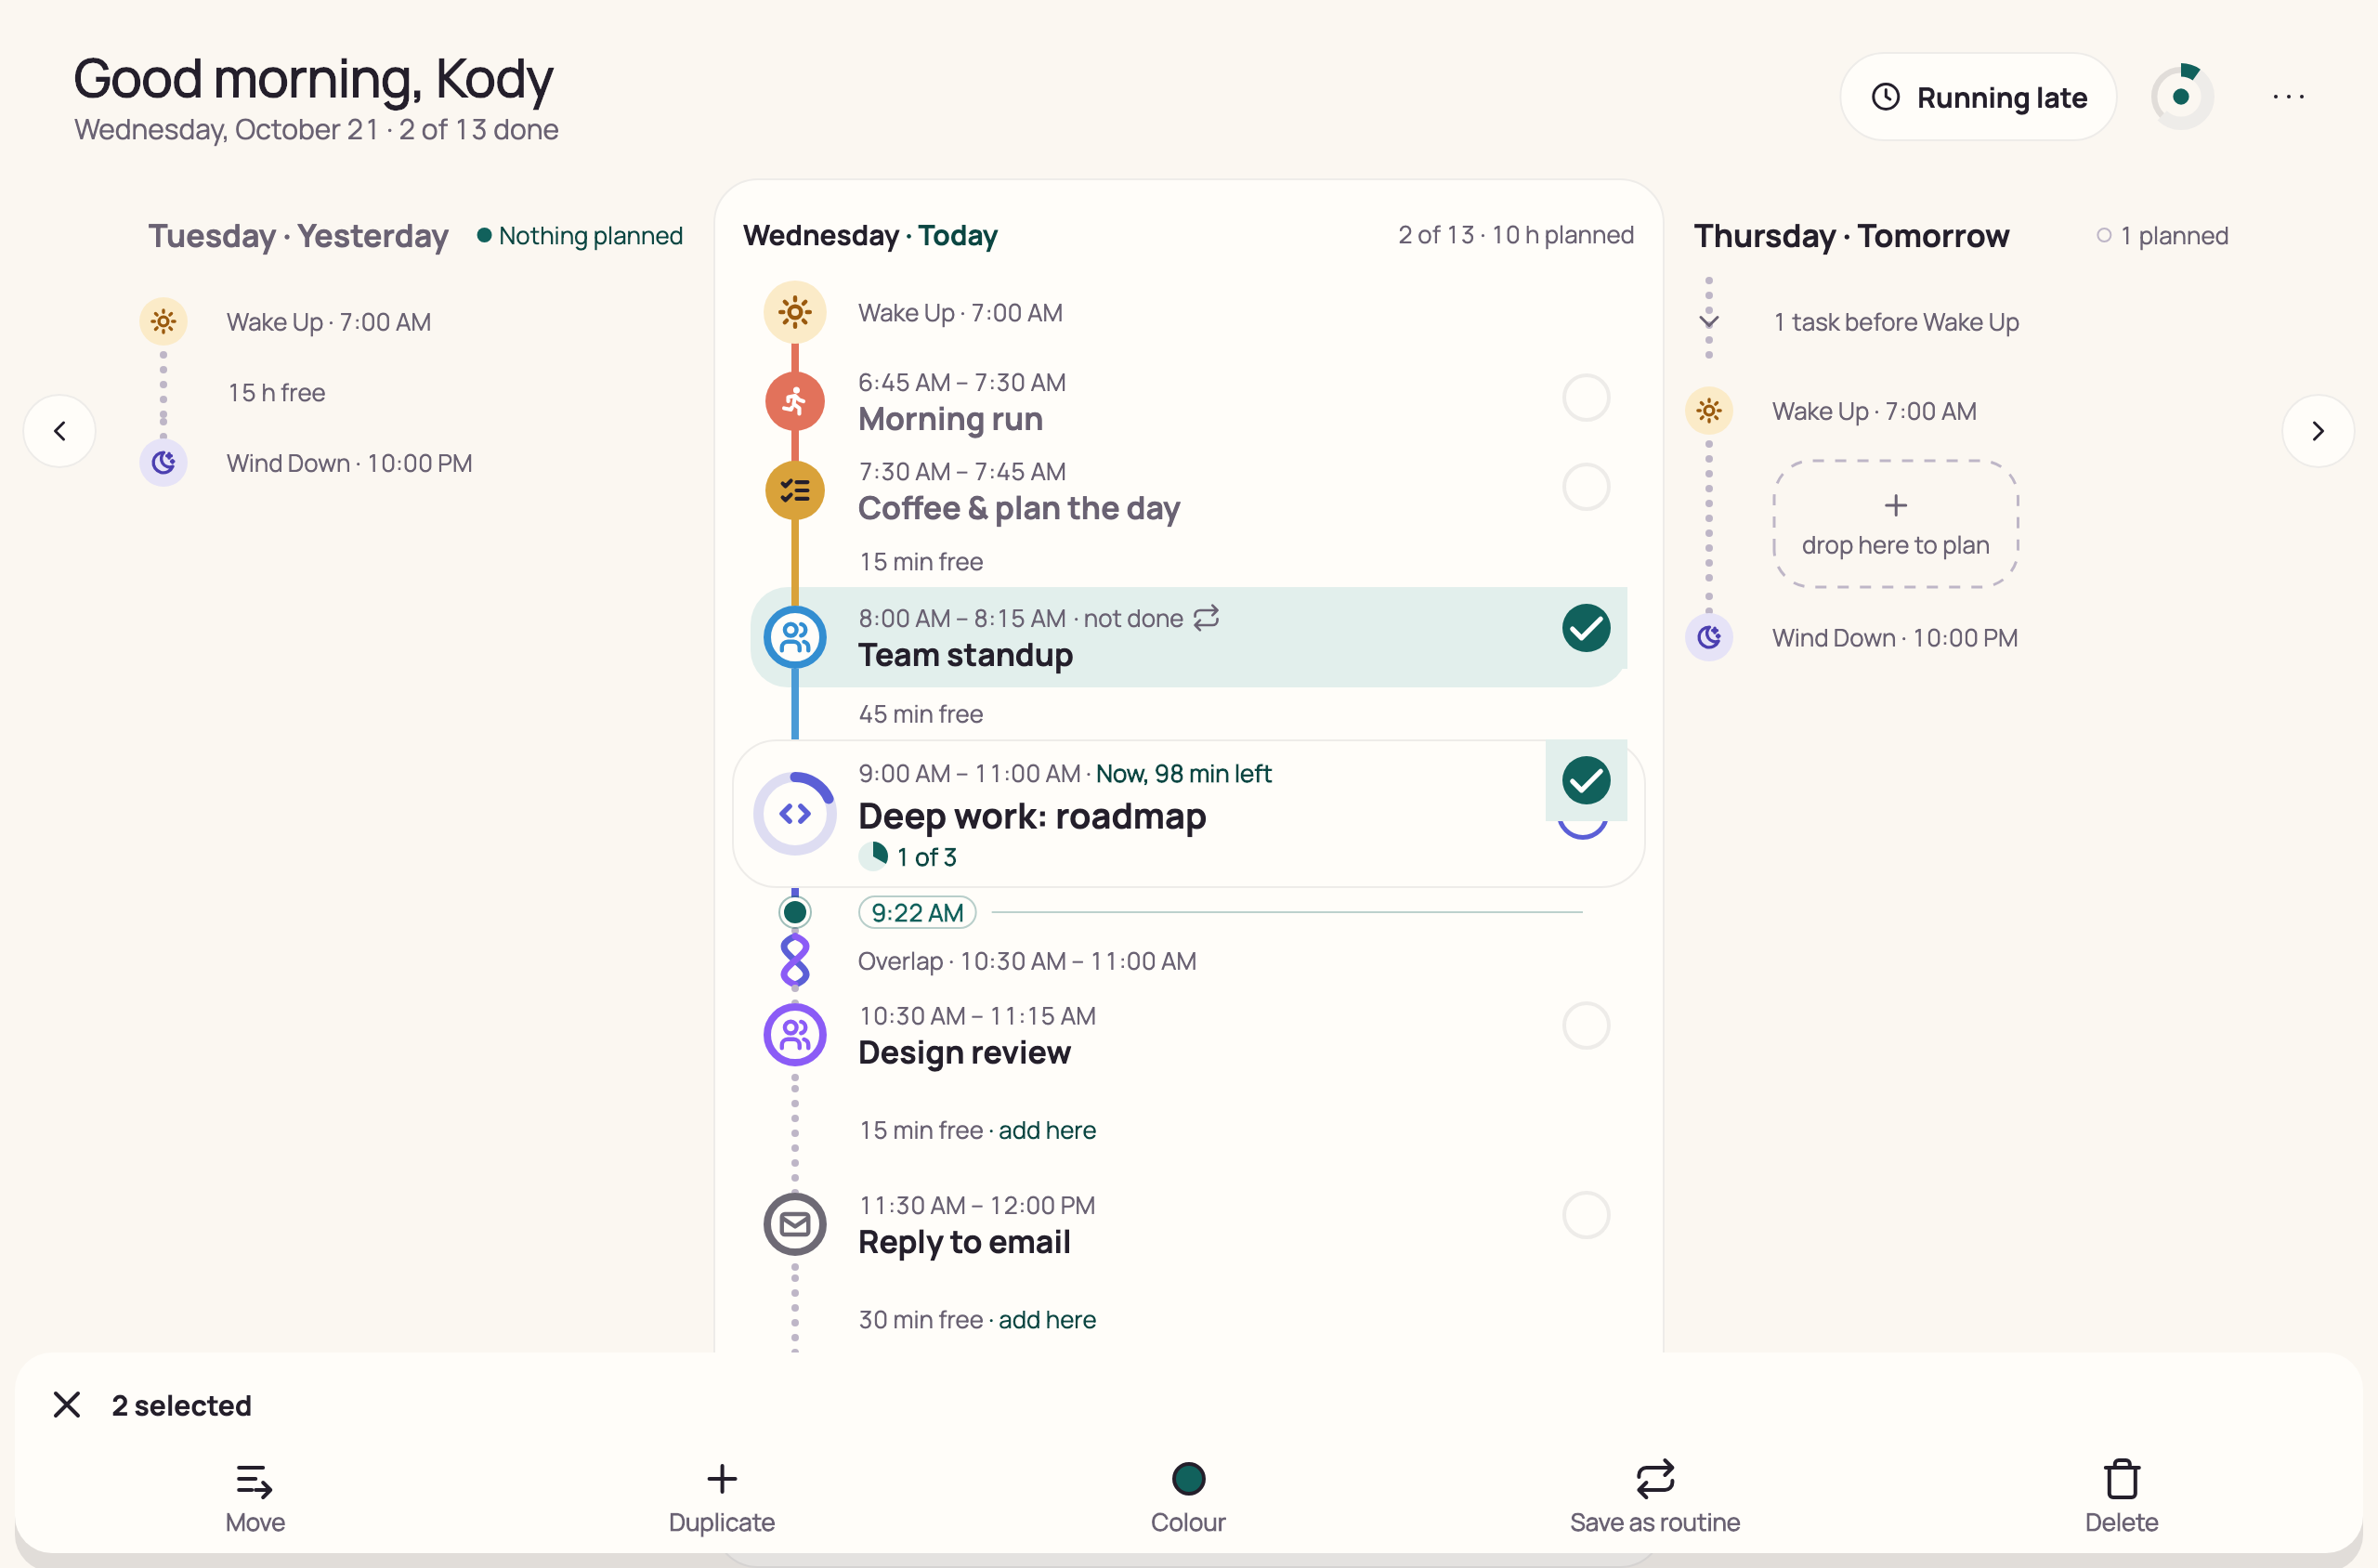 Good morning, Kody
Wednesday, October 21 · 2 of 13 done
Running late
Tuesday · Yesterday
Nothing planned
Wake Up · 7:00 AM
15 h free
Wind Down · 10:00 PM
Wednesday · Today
2 of 13 · 10 h planned
Wake Up · 7:00 AM
6:45 AM – 7:30 AM
Morning run
7:30 AM – 7:45 AM
Coffee & plan the day
15 min free
8:00 AM – 8:15 AM · not done
Team standup
45 min free
9:00 AM – 11:00 AM · Now, 98 min left
Deep work: roadmap
1 of 3
9:22 AM
Overlap · 10:30 AM – 11:00 AM
10:30 AM – 11:15 AM
Design review
15 min free · add here
11:30 AM – 12:00 PM
Reply to email
30 min free · add here
Thursday · Tomorrow
1 planned
1 task before Wake Up
Wake Up · 7:00 AM
drop here to plan
Wind Down · 10:00 PM
2 selected
Move
Duplicate
Colour
Save as routine
Delete